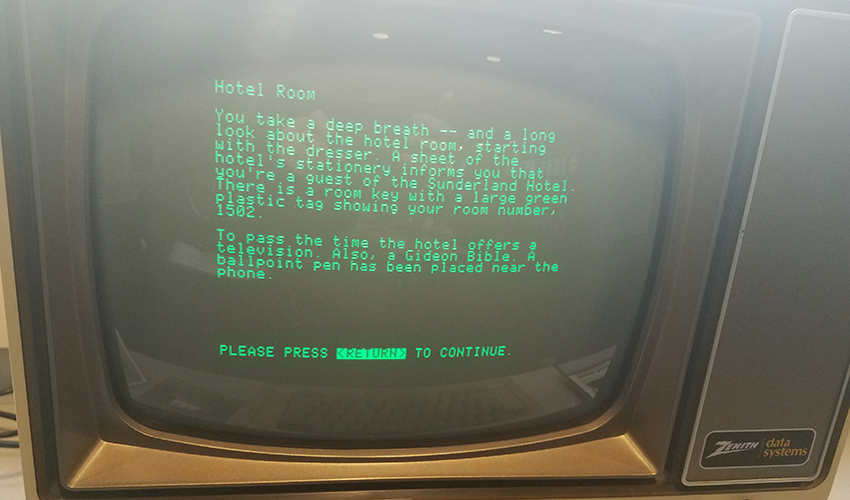 Hotel Room
You take a deep breath -- and a long
look about the hotel room, starting
with the dresser. A sheet of the
hotel's stationery informs you that
you're a guest of the Sunderland Hotel.
There is a room key with a large green
plastic tag showing your room number,
1502.
To pass the time the hotel offers a
television. Also, a Gideon Bible. A
ballpoint pen has been placed near the
phone.
PLEASE PRESS <RETURN> TO CONTINUE.
ZENITH data
systems